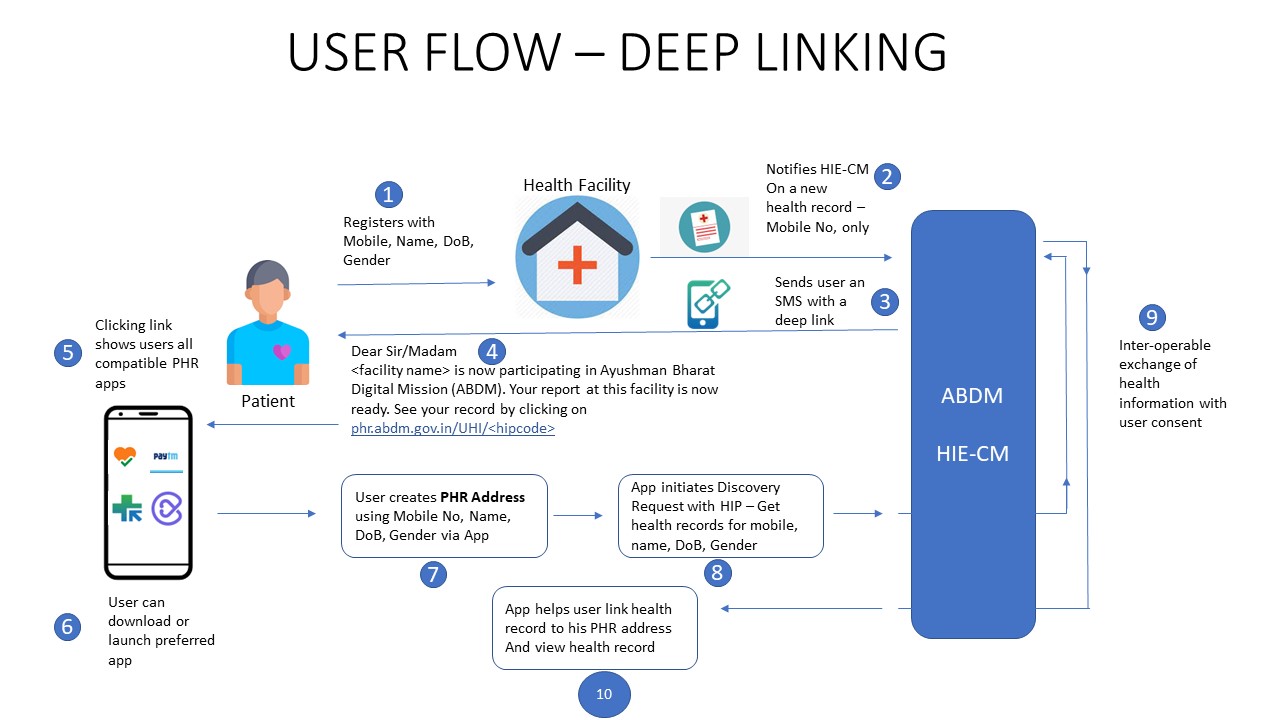 USER FLOW – DEEP LINKING
1
Registers with
Mobile, Name, DoB,
Gender
Health Facility
Notifies HIE-CM
On a new
health record –
Mobile No, only
2
Sends user an
SMS with a
deep link
3
Patient
4
Dear Sir/Madam
<facility name> is now participating in Ayushman Bharat
Digital Mission (ABDM). Your report at this facility is now
ready. See your record by clicking on
phr.abdm.gov.in/UHI/<hipcode>
5
Clicking link
shows users all
compatible PHR
apps
paytm
6
User can
download or
launch preferred
app
User creates PHR Address
using Mobile No, Name,
DoB, Gender via App
7
App initiates Discovery
Request with HIP – Get
health records for mobile,
name, DoB, Gender
8
ABDM
HIE-CM
9
Inter-operable
exchange of
health
information with
user consent
App helps user link health
record to his PHR address
And view health record
10